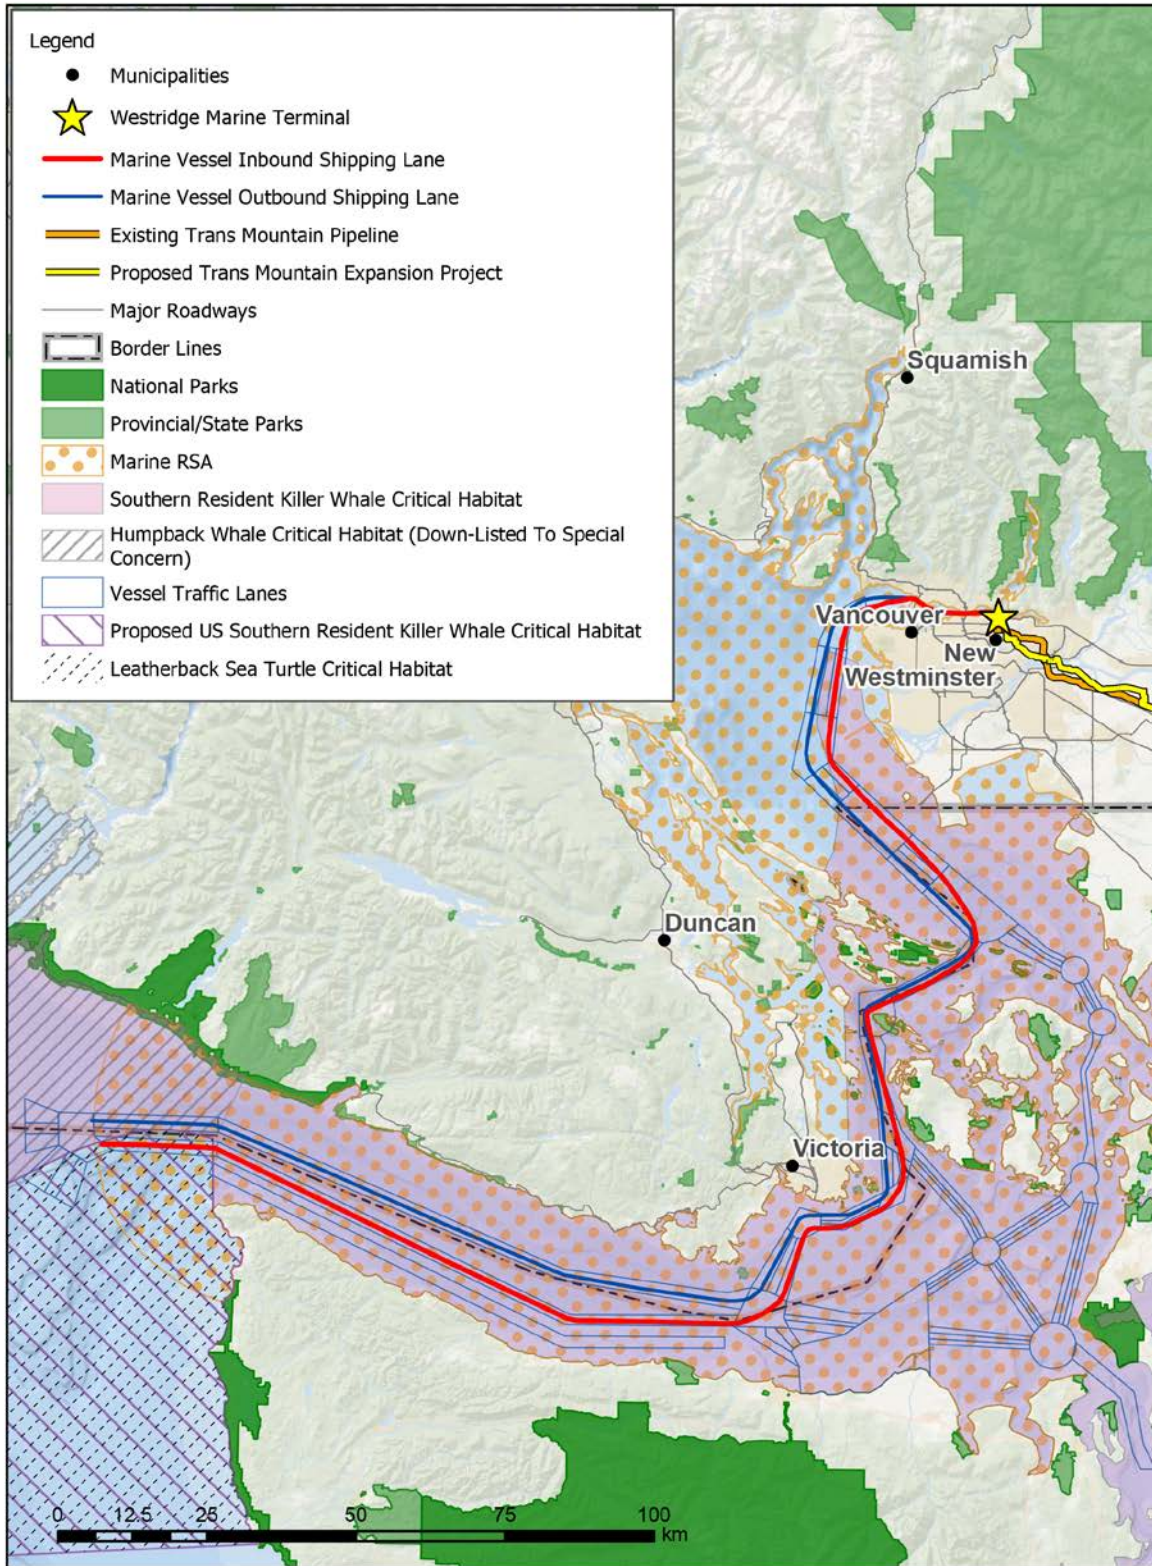 Legend
Municipalities
Westridge Marine Terminal
Marine Vessel Inbound Shipping Lane
Marine Vessel Outbound Shipping Lane
Existing Trans Mountain Pipeline
Proposed Trans Mountain Expansion Project
Major Roadways
Border Lines
National Parks
Provincial/State Parks
Marine RSA
Southern Resident Killer Whale Critical Habitat
Humpback Whale Critical Habitat (Down-Listed To Special
Concern)
Vessel Traffic Lanes
Proposed US Southern Resident Killer Whale Critical Habitat
Leatherback Sea Turtle Critical Habitat
Squamish
Vancouver
New
Westminster
Duncan
Victoria
0 12.5 25 50 75 100
km